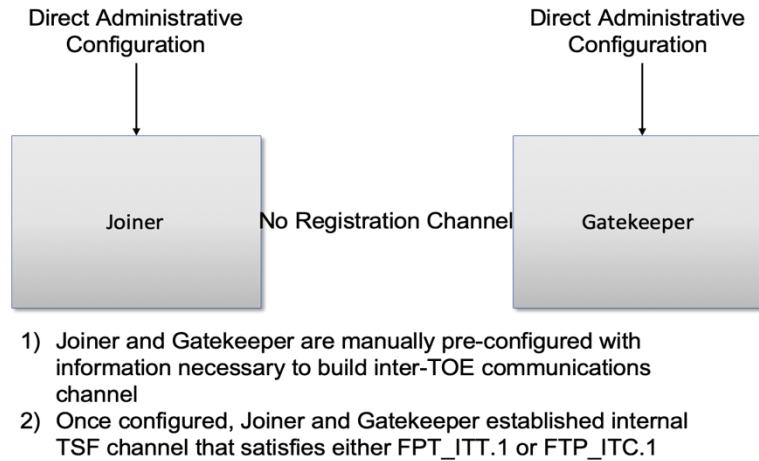 Direct Administrative
Configuration
Direct Administrative
Configuration
Joiner
No Registration Channel
Gatekeeper
1) Joiner and Gatekeeper are manually pre-configured with
information necessary to build inter-TOE communications
channel
2) Once configured, Joiner and Gatekeeper established internal
TSF channel that satisfies either FPT_ITT.1 or FTP_ITC.1